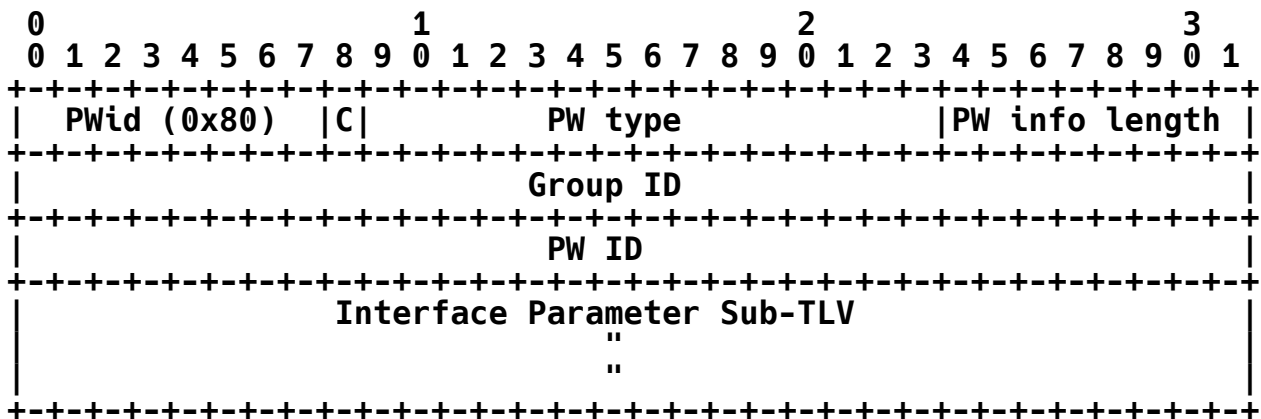 0                   1                   2                   3
 0 1 2 3 4 5 6 7 8 9 0 1 2 3 4 5 6 7 8 9 0 1 2 3 4 5 6 7 8 9 0 1
+-+-+-+-+-+-+-+-+-+-+-+-+-+-+-+-+-+-+-+-+-+-+-+-+-+-+-+-+-+-+-+-+
|  PWid (0x80)  |C|         PW type             |PW info length |
+-+-+-+-+-+-+-+-+-+-+-+-+-+-+-+-+-+-+-+-+-+-+-+-+-+-+-+-+-+-+-+-+
|                          Group ID                             |
+-+-+-+-+-+-+-+-+-+-+-+-+-+-+-+-+-+-+-+-+-+-+-+-+-+-+-+-+-+-+-+-+
|                           PW ID                               |
+-+-+-+-+-+-+-+-+-+-+-+-+-+-+-+-+-+-+-+-+-+-+-+-+-+-+-+-+-+-+-+-+
|                Interface Parameter Sub-TLV                    |
|                              "                                |
|                              "                                |
+-+-+-+-+-+-+-+-+-+-+-+-+-+-+-+-+-+-+-+-+-+-+-+-+-+-+-+-+-+-+-+-+